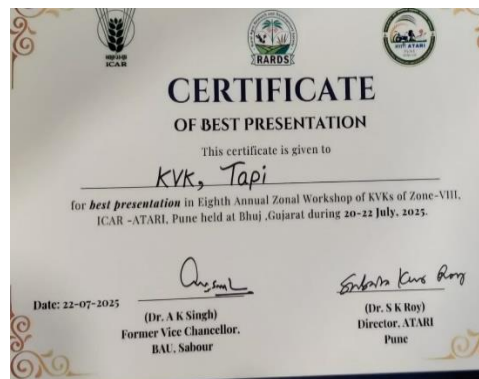 ICAR
RARDS
ATARI
CERTIFICATE
OF BEST PRESENTATION
This certificate is given to
KVK, Tapi
for best presentation in Eighth Annual Zonal Workshop of KVKs of Zone-VIII,
ICAR -ATARI, Pune held at Bhuj ,Gujarat during 20-22 July, 2025.
Date: 22-07-2025
(Dr. A K Singh)
Former Vice Chancellor,
BAU, Sabour
(Dr. S K Roy)
Director, ATARI
Pune